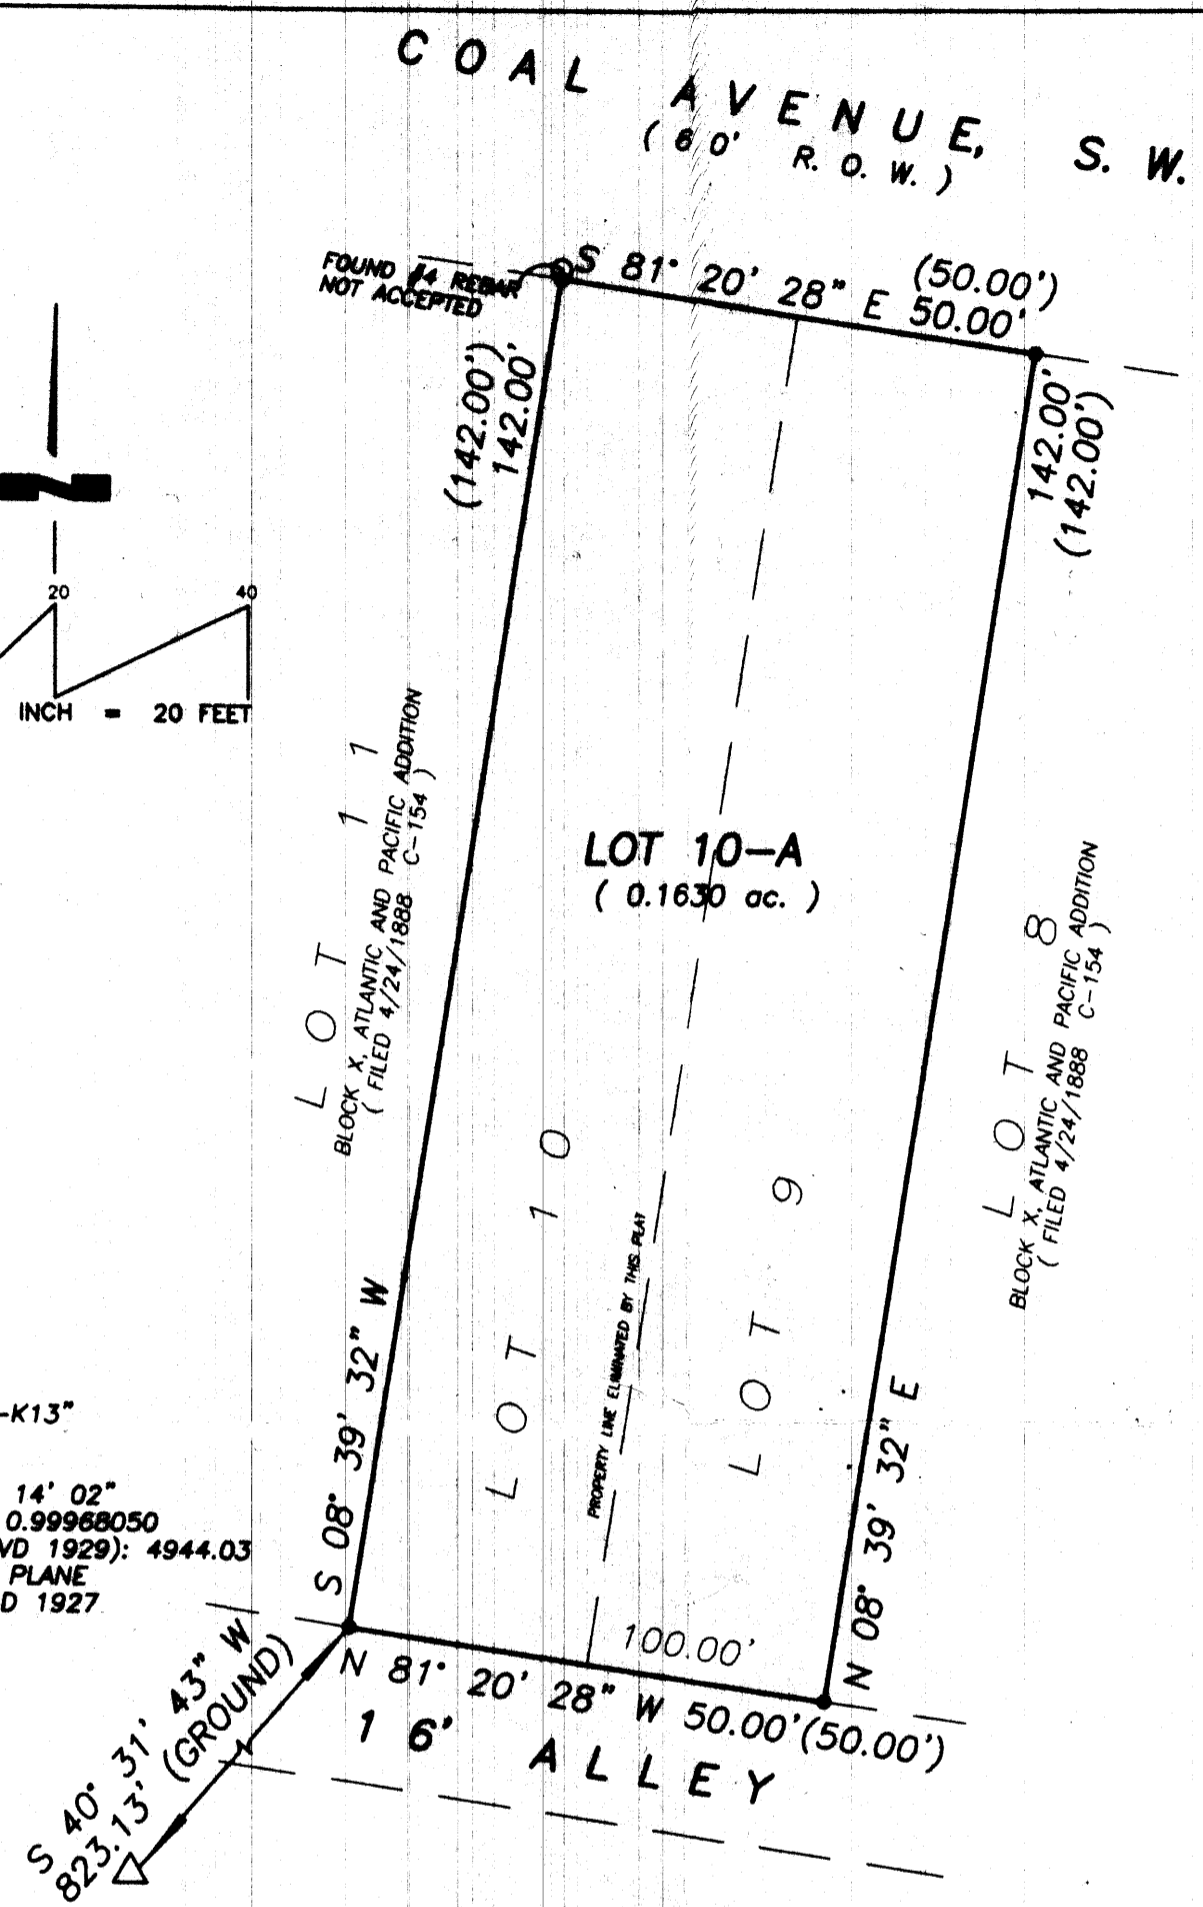 COAL AVENUE, S. W.
( 60' R. O. W. )
FOUND #4 REBAR
NOT ACCEPTED
S 81° 20' 28" E 50.00'
(50.00')
(142.00')
142.00'
142.00'
(142.00')
20
40
INCH = 20 FEET
LOT 11
BLOCK X, ATLANTIC AND PACIFIC ADDITION
( FILED 4/24/1888 C-154 )
LOT 10-A
( 0.1630 ac. )
LOT 8
BLOCK X, ATLANTIC AND PACIFIC ADDITION
( FILED 4/24/1888 C-154 )
LOT 10
PROPERTY LINE ELIMINATED BY THIS PLAT
LOT 9
S 08° 39' 32" W
N 08° 39' 32" E
-K13"
14' 02"
0.99968050
VD 1929): 4944.03
PLANE
D 1927
100.00'
N 81° 20' 28" W 50.00'(50.00')
16' ALLEY
S 40° 31' 43" W
823.13' (GROUND)